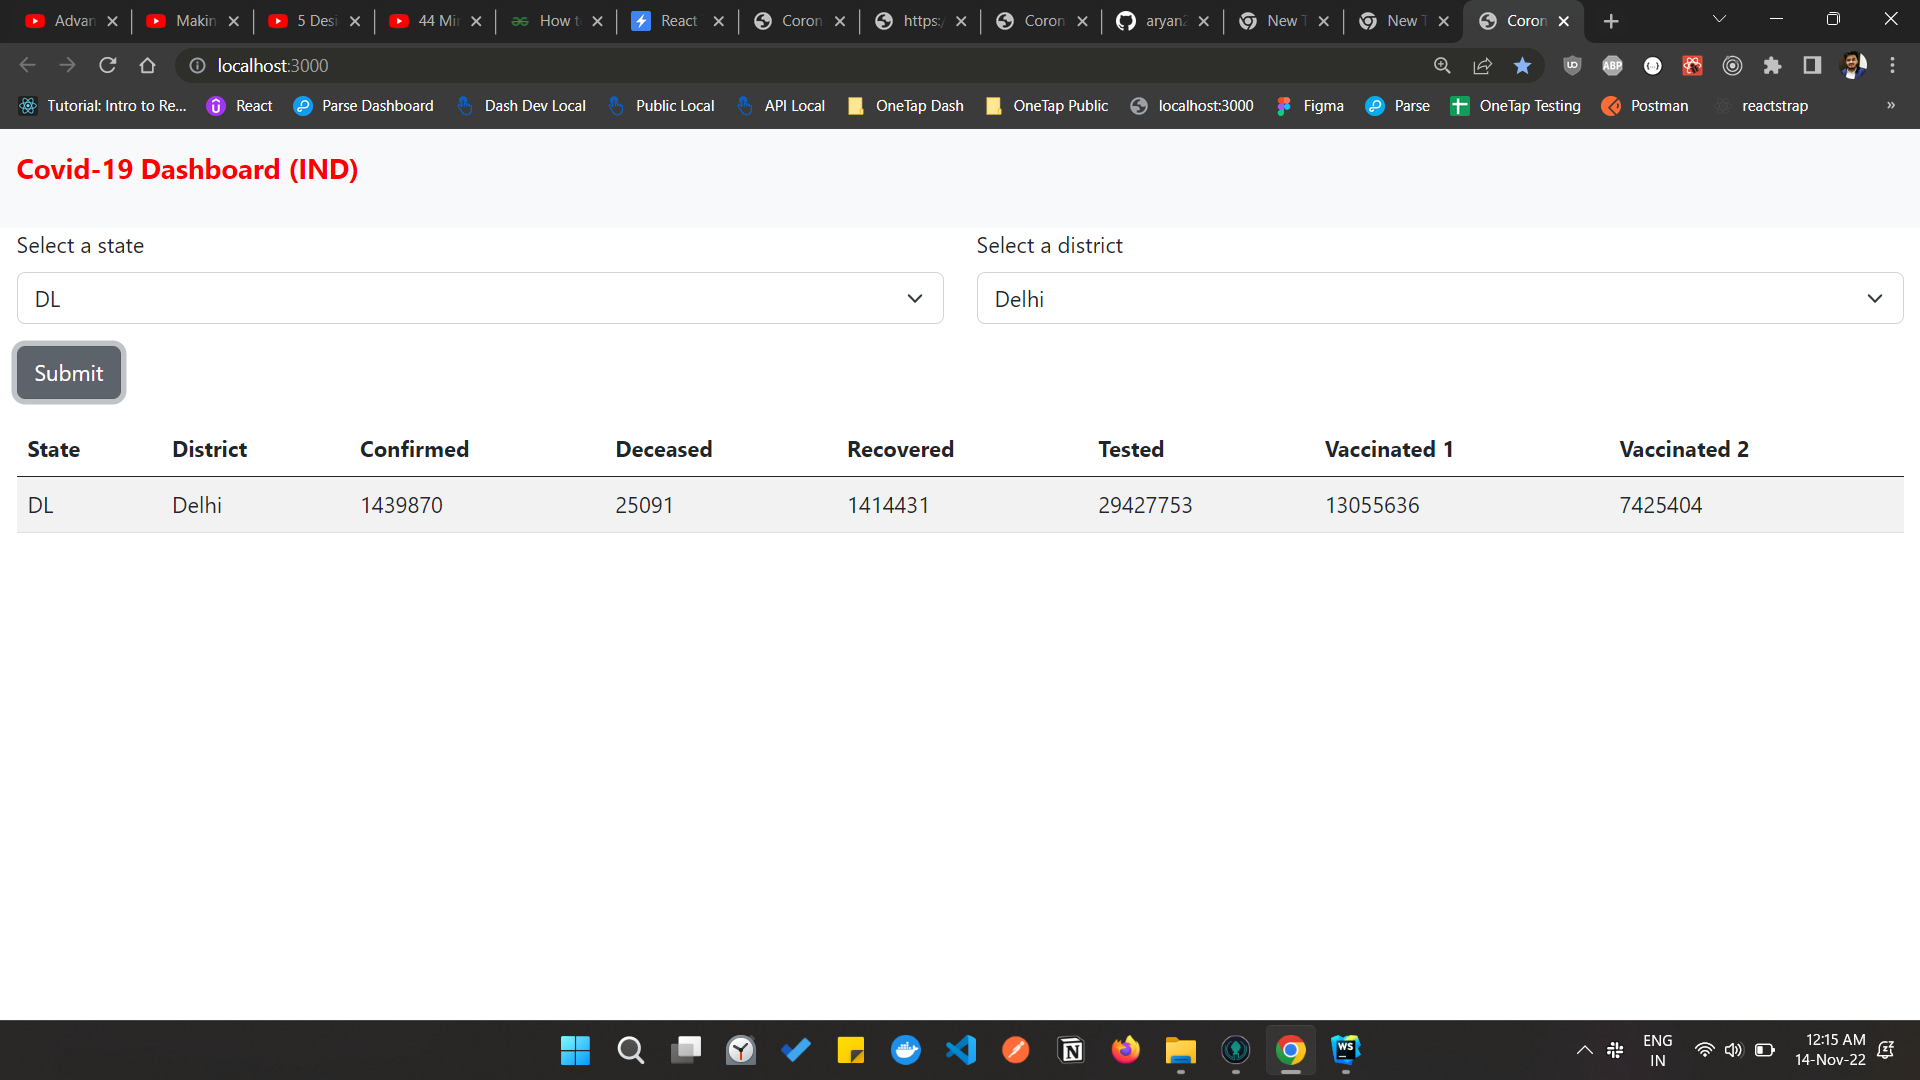 Advan
Makin
5 Desi
44 Mi
How t
React
Coron
https:/
Coron
aryan2
New T
New T
Coron
localhost:3000
Tutorial: Intro to Re...
React
Parse Dashboard
Dash Dev Local
Public Local
API Local
OneTap Dash
OneTap Public
localhost:3000
Figma
Parse
OneTap Testing
Postman
reactstrap
»
Covid-19 Dashboard (IND)
Select a state
Select a district
DL
Delhi
Submit
State District Confirmed Deceased Recovered Tested Vaccinated 1 Vaccinated 2
DL Delhi 1439870 25091 1414431 29427753 13055636 7425404
ENG
IN
12:15 AM
14-Nov-22